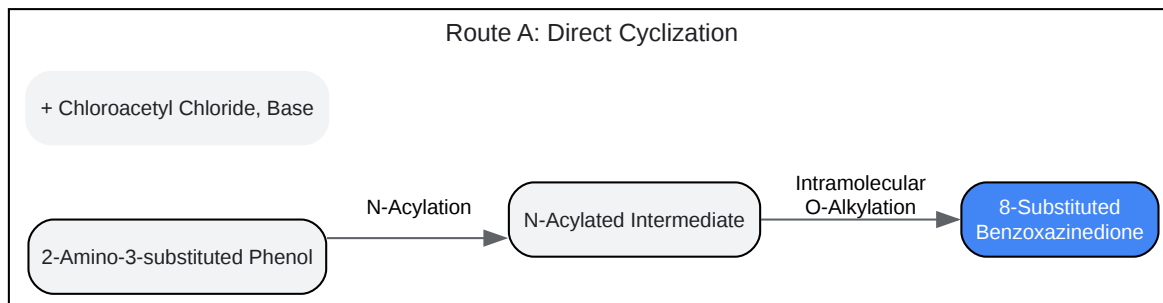 Route A: Direct Cyclization
+ Chloroacetyl Chloride, Base
2-Amino-3-substituted Phenol
N-Acylation
N-Acylated Intermediate
Intramolecular
O-Alkylation
8-Substituted
Benzoxazinedione